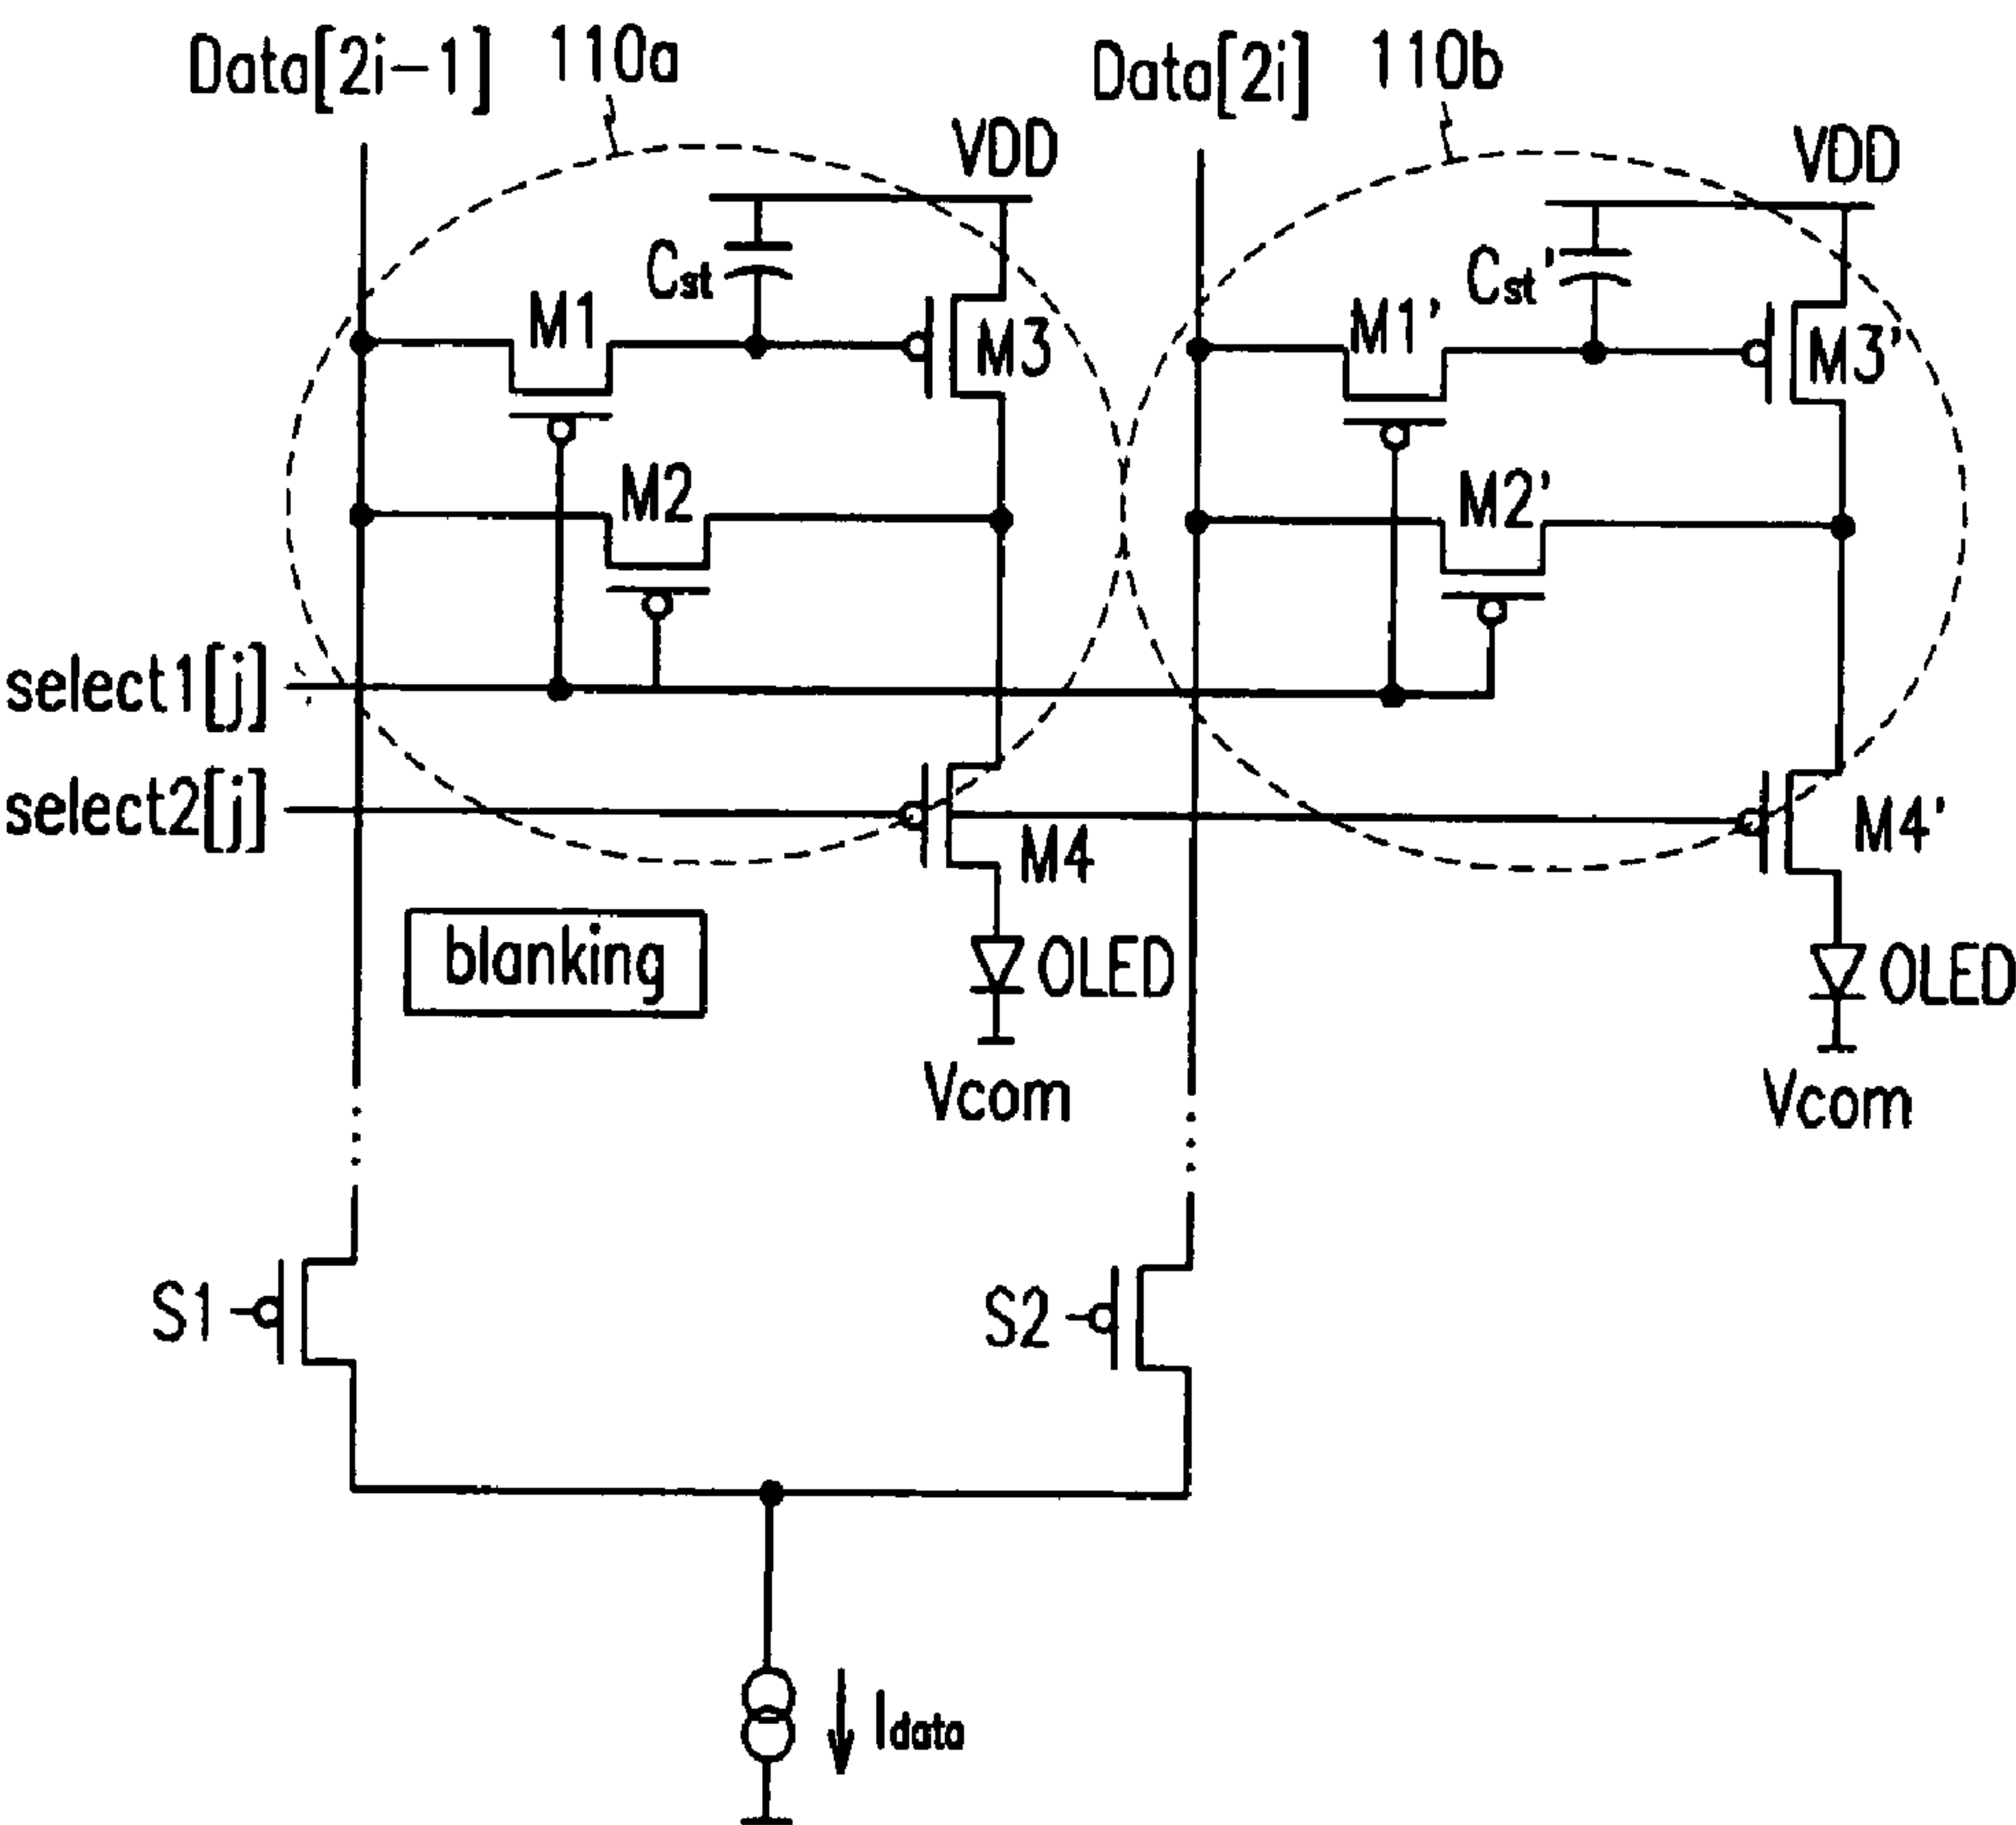 Data[2i-1] 110a Data[2i] 110b
VDD VDD
Cst Cst'
M1 M3 M1' M3'
M2 M2'
select1[j]
select2[j]
M4 M4'
blanking OLED OLED
Vcom Vcom
S1 S2
Idata